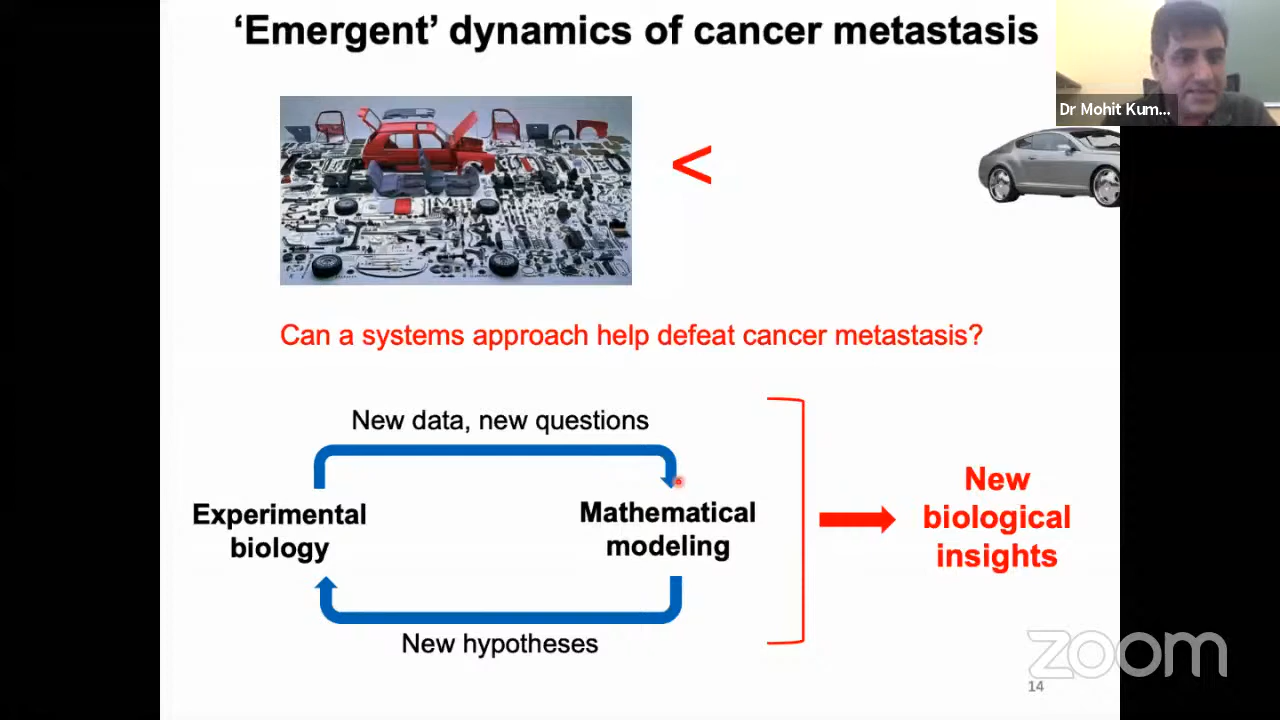 ‘Emergent’ dynamics of cancer metastasis
Dr Mohit Kum...
<
Can a systems approach help defeat cancer metastasis?
New data, new questions
Experimental
biology
Mathematical
modeling
New
biological
insights
New hypotheses
zoom
14